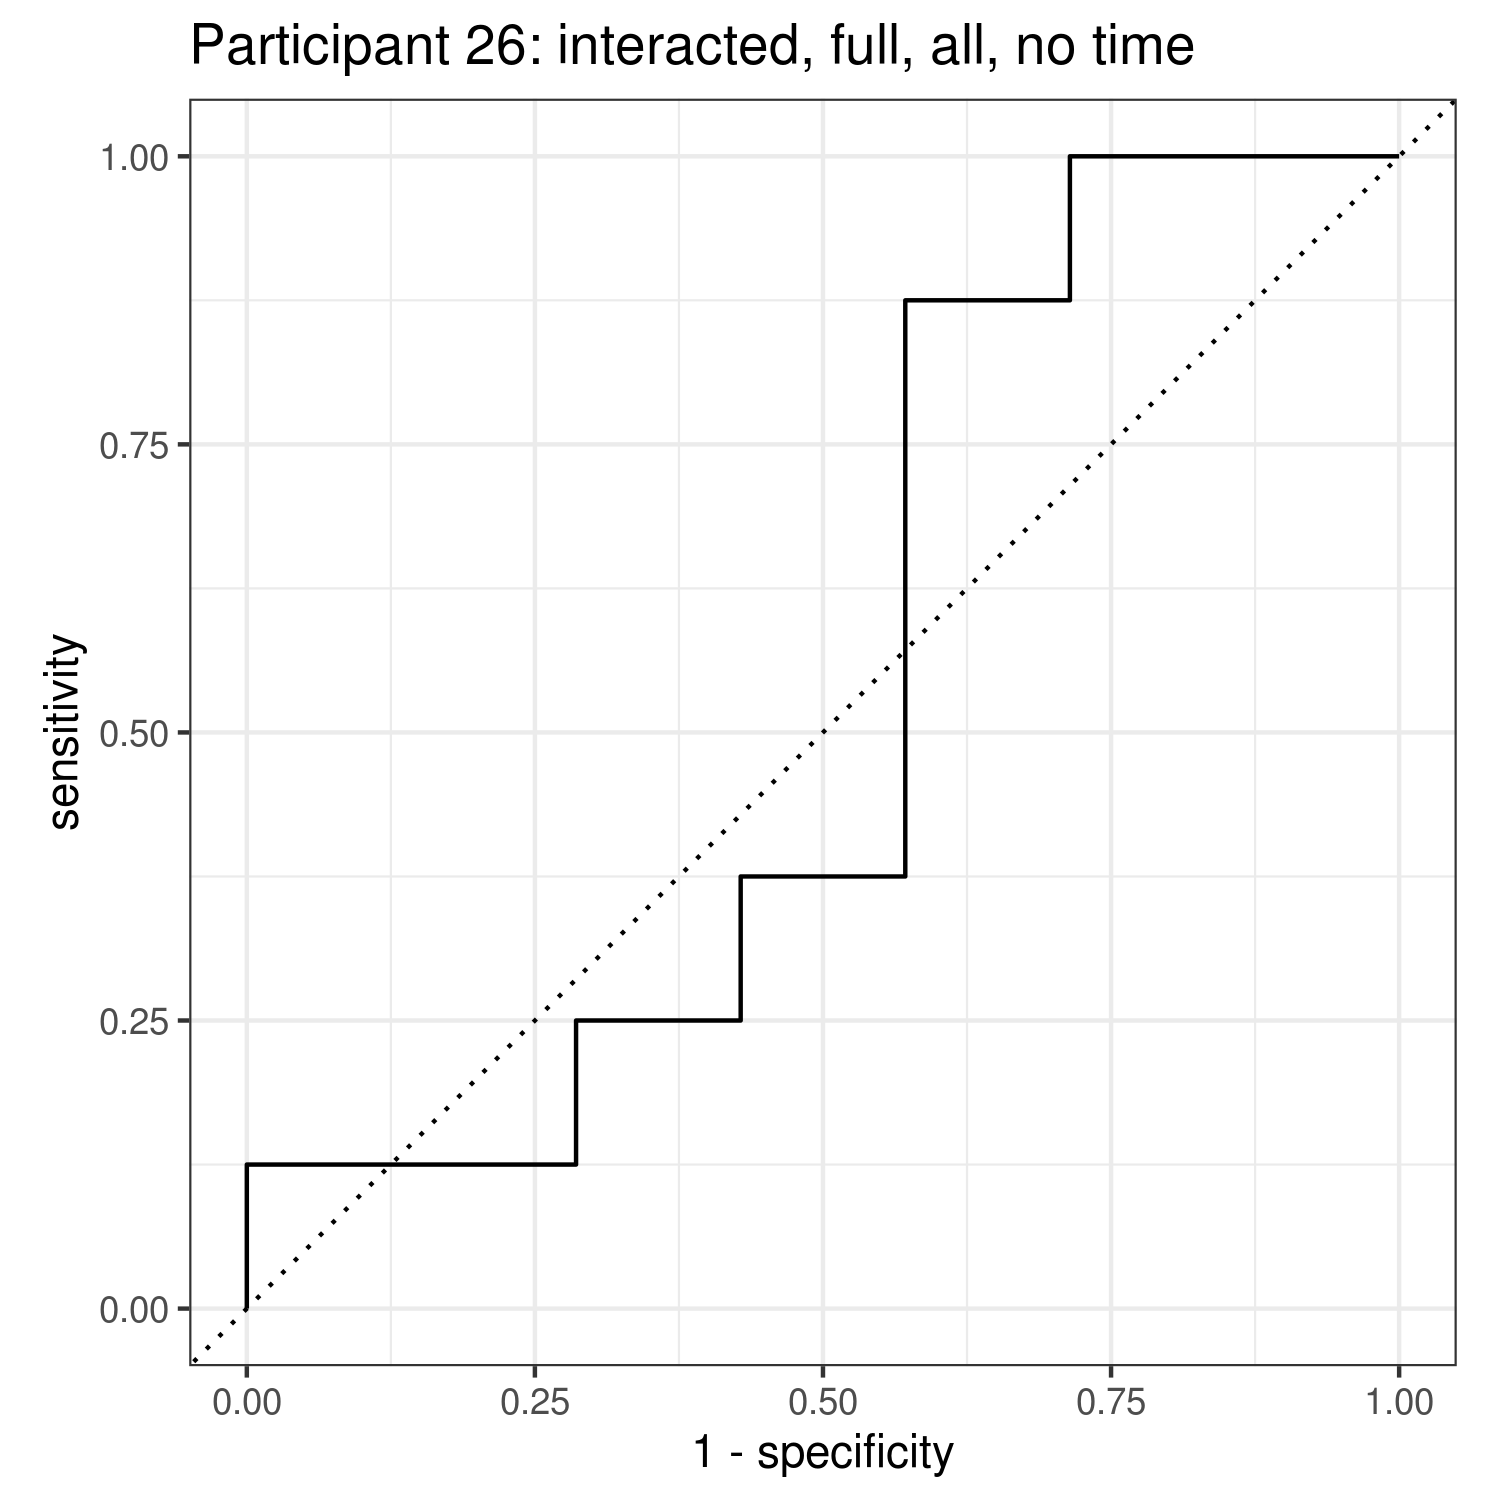 Participant 26: interacted, full, all, no time
1.00
0.75
0.50
0.25
0.00
sensitivity
0.00 0.25 0.50 0.75 1.00
1 - specificity